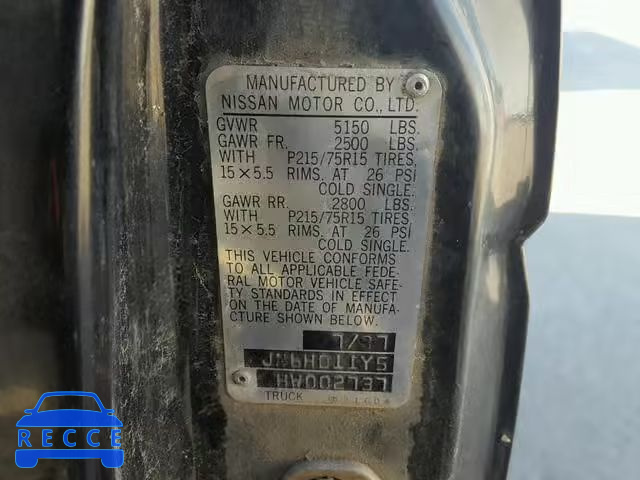 MANUFACTURED BY
NISSAN MOTOR CO., LTD.
GVWR 5150 LBS.
GAWR FR. 2500 LBS.
WITH P215/75R15 TIRES,
15×5.5 RIMS. AT 26 PSI
COLD SINGLE.
GAWR RR. 2800 LBS.
WITH P215/75R15 TIRES,
15×5.5 RIMS. AT 26 PSI
COLD SINGLE.
THIS VEHICLE CONFORMS
TO ALL APPLICABLE FEDE-
RAL MOTOR VEHICLE SAFE-
TY STANDARDS IN EFFECT
ON THE DATE OF MANUFA-
CTURE SHOWN BELOW.
7/97
HW002737
TRUCK
RECCE